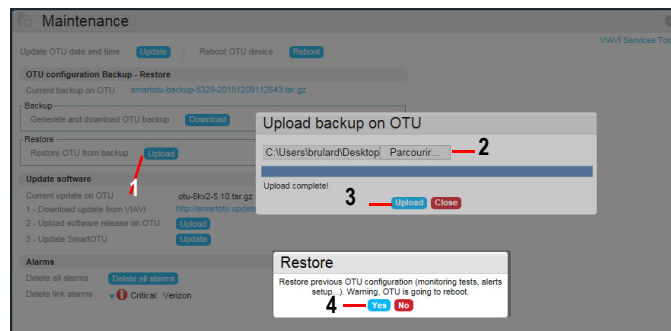 Maintenance
VIAVI Services Too
Update OTU date and time Update Reboot OTU device Reboot
OTU configuration Backup - Restore
Current backup on OTU smartotu-backup-5329-20151209112643.tar.gz
Backup
Generate and download OTU backup Download
Restore
Restore OTU from backup Upload
1
Update software
Current update on OTU otu-8kv2-5.10.tar.gz
1 - Download update from VIAVI http://smartotu.update
2 - Upload software release on OTU Upload
3 - Update SmartOTU Update
Alarms
Delete all alarms Delete all alarms
Delete link alarms Critical: Verizon
Upload backup on OTU
C:\Users\brulard\Desktop Parcourir... 2
Upload complete!
3 Upload Close
Restore
Restore previous OTU configuration (monitoring tests, alerts
setup...). Warning, OTU is going to reboot.
4 Yes No